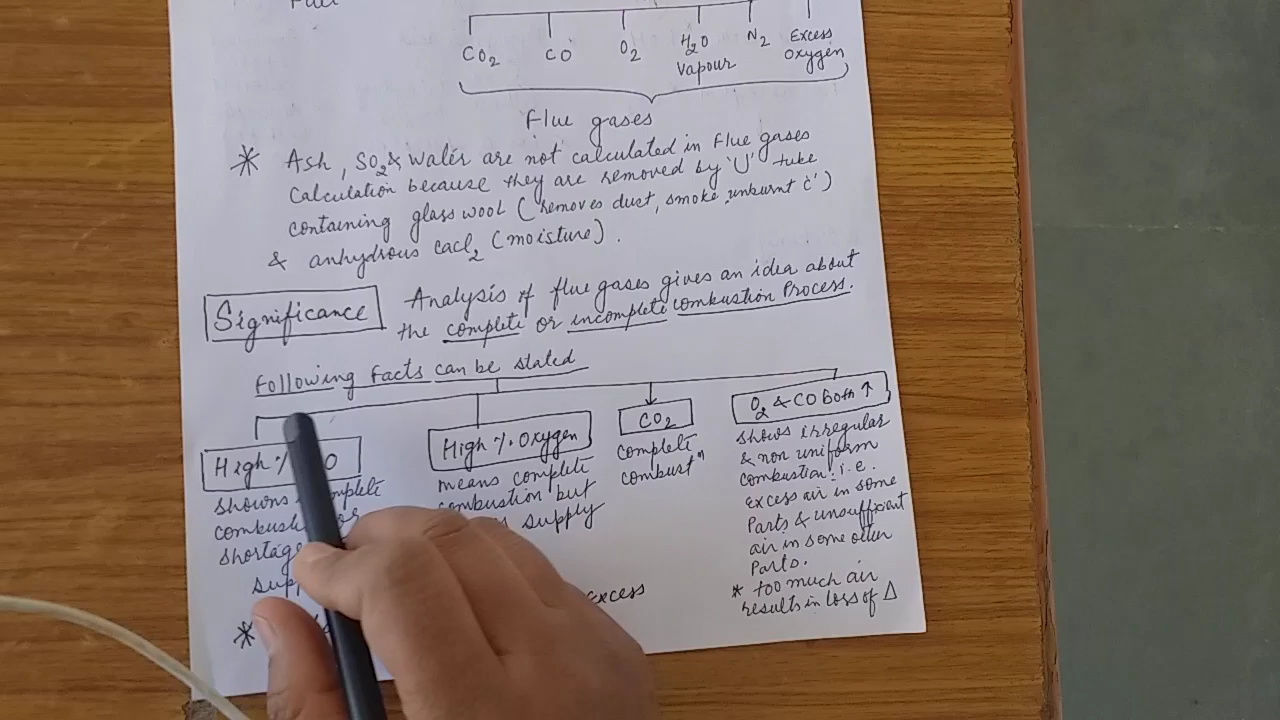 CO2 CO O2 H2O Vapour N2 Excess Oxygen
Flue gases
* Ash, SO2 & Water are not calculated in Flue gases
Calculation because they are removed by 'U' tube
containing glass wool (removes dust, smoke, unburnt 'c')
& anhydrous cacl2 (moisture).
Significance
Analysis of flue gases gives an idea about
the complete or incomplete combustion Process.
Following Facts can be stated
High %
shown
combust
shortage
High % Oxygen
means complete
combustion but
supply
excess
CO2
complete
combustn
O2 & CO Both ↑
shows irregular
& non uniform
combustion: i.e.
Excess air in some
Parts & unsufficient
air in some other
Parts.
* too much air
results in loss of Δ
*